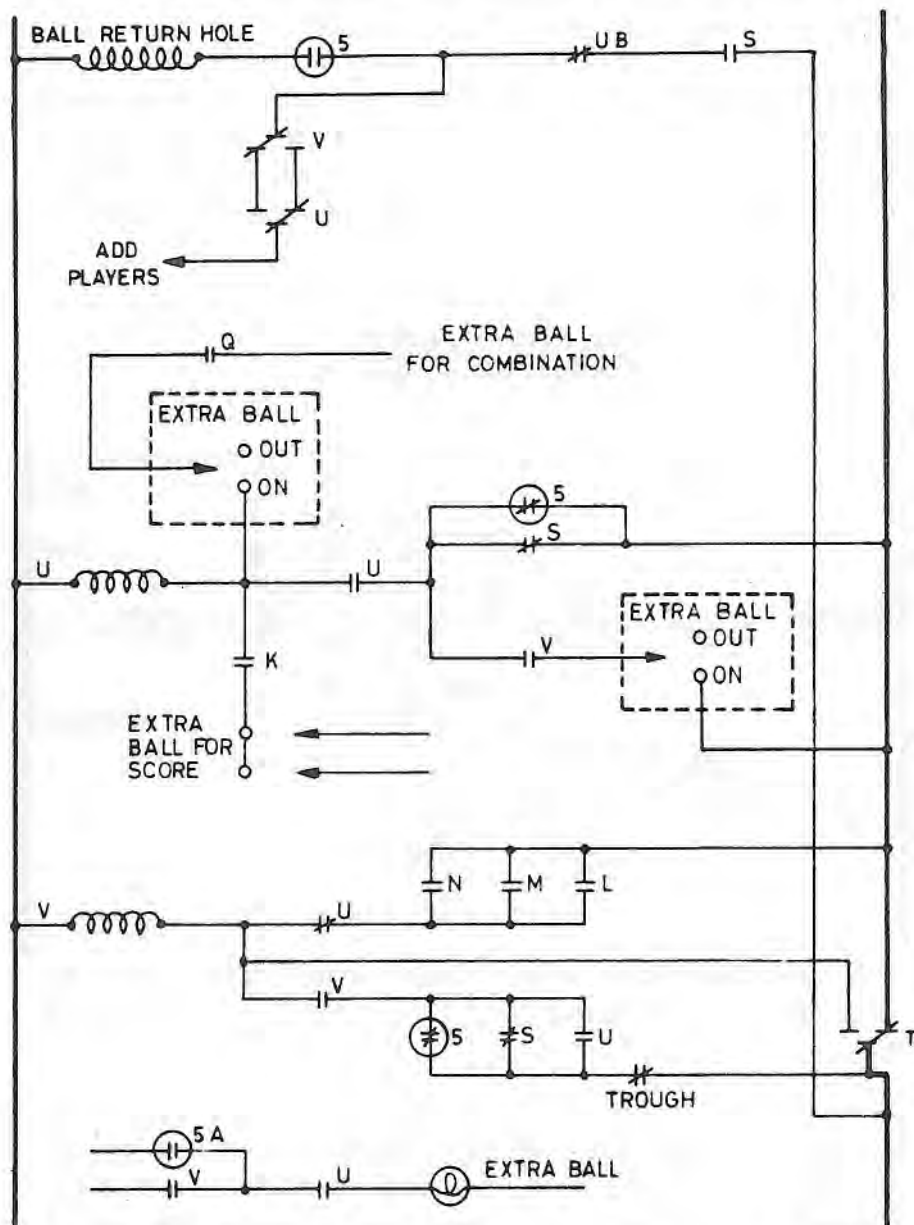 BALL RETURN HOLE
5
UB
S
V
U
ADD
PLAYERS
Q
EXTRA BALL
FOR COMBINATION
EXTRA BALL
OUT
ON
5
S
U
U
EXTRA BALL
OUT
ON
V
K
EXTRA
BALL FOR
SCORE
N
M
L
V
U
V
5
S
U
T
TROUGH
5A
V
U
EXTRA BALL